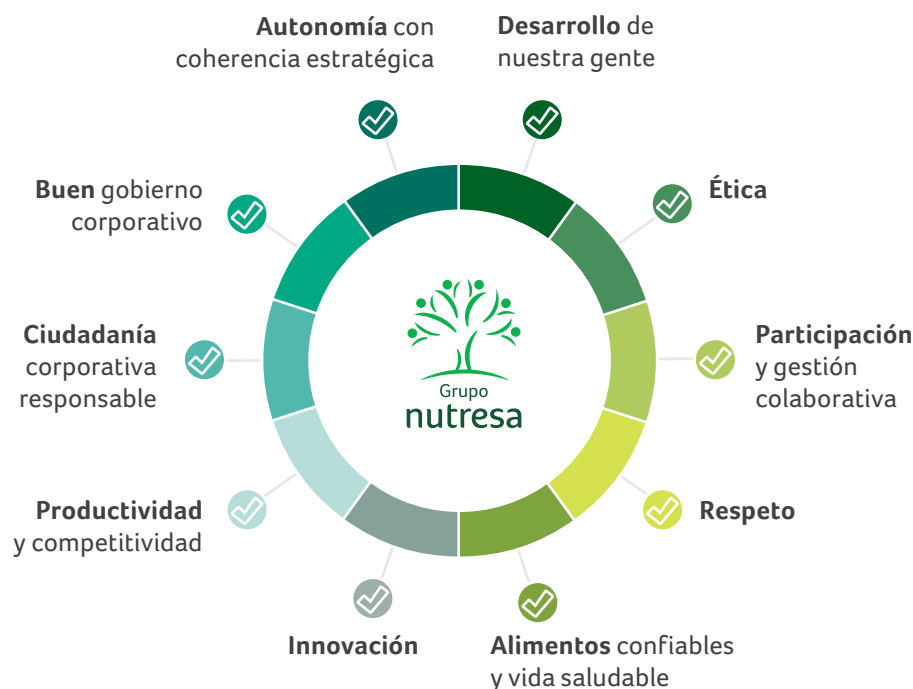 Autonomía con
coherencia estratégica
Desarrollo de
nuestra gente
Buen gobierno
corporativo
Ética
Ciudadanía
corporativa
responsable
Participación
y gestión
colaborativa
Grupo
nutresa
Productividad
y competitividad
Respeto
Innovación
Alimentos confiables
y vida saludable